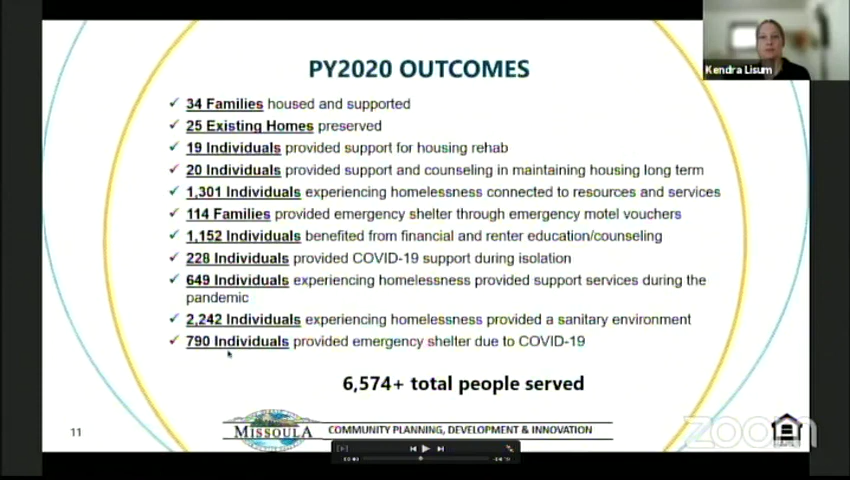 Kendra Lisum
PY2020 OUTCOMES
✓ 34 Families housed and supported
✓ 25 Existing Homes preserved
✓ 19 Individuals provided support for housing rehab
✓ 20 Individuals provided support and counseling in maintaining housing long term
✓ 1,301 Individuals experiencing homelessness connected to resources and services
✓ 114 Families provided emergency shelter through emergency motel vouchers
✓ 1,152 Individuals benefited from financial and renter education/counseling
✓ 228 Individuals provided COVID-19 support during isolation
✓ 649 Individuals experiencing homelessness provided support services during the
pandemic
✓ 2,242 Individuals experiencing homelessness provided a sanitary environment
✓ 790 Individuals provided emergency shelter due to COVID-19
6,574+ total people served
11
MISSOULA
COMMUNITY PLANNING, DEVELOPMENT & INNOVATION
zoom